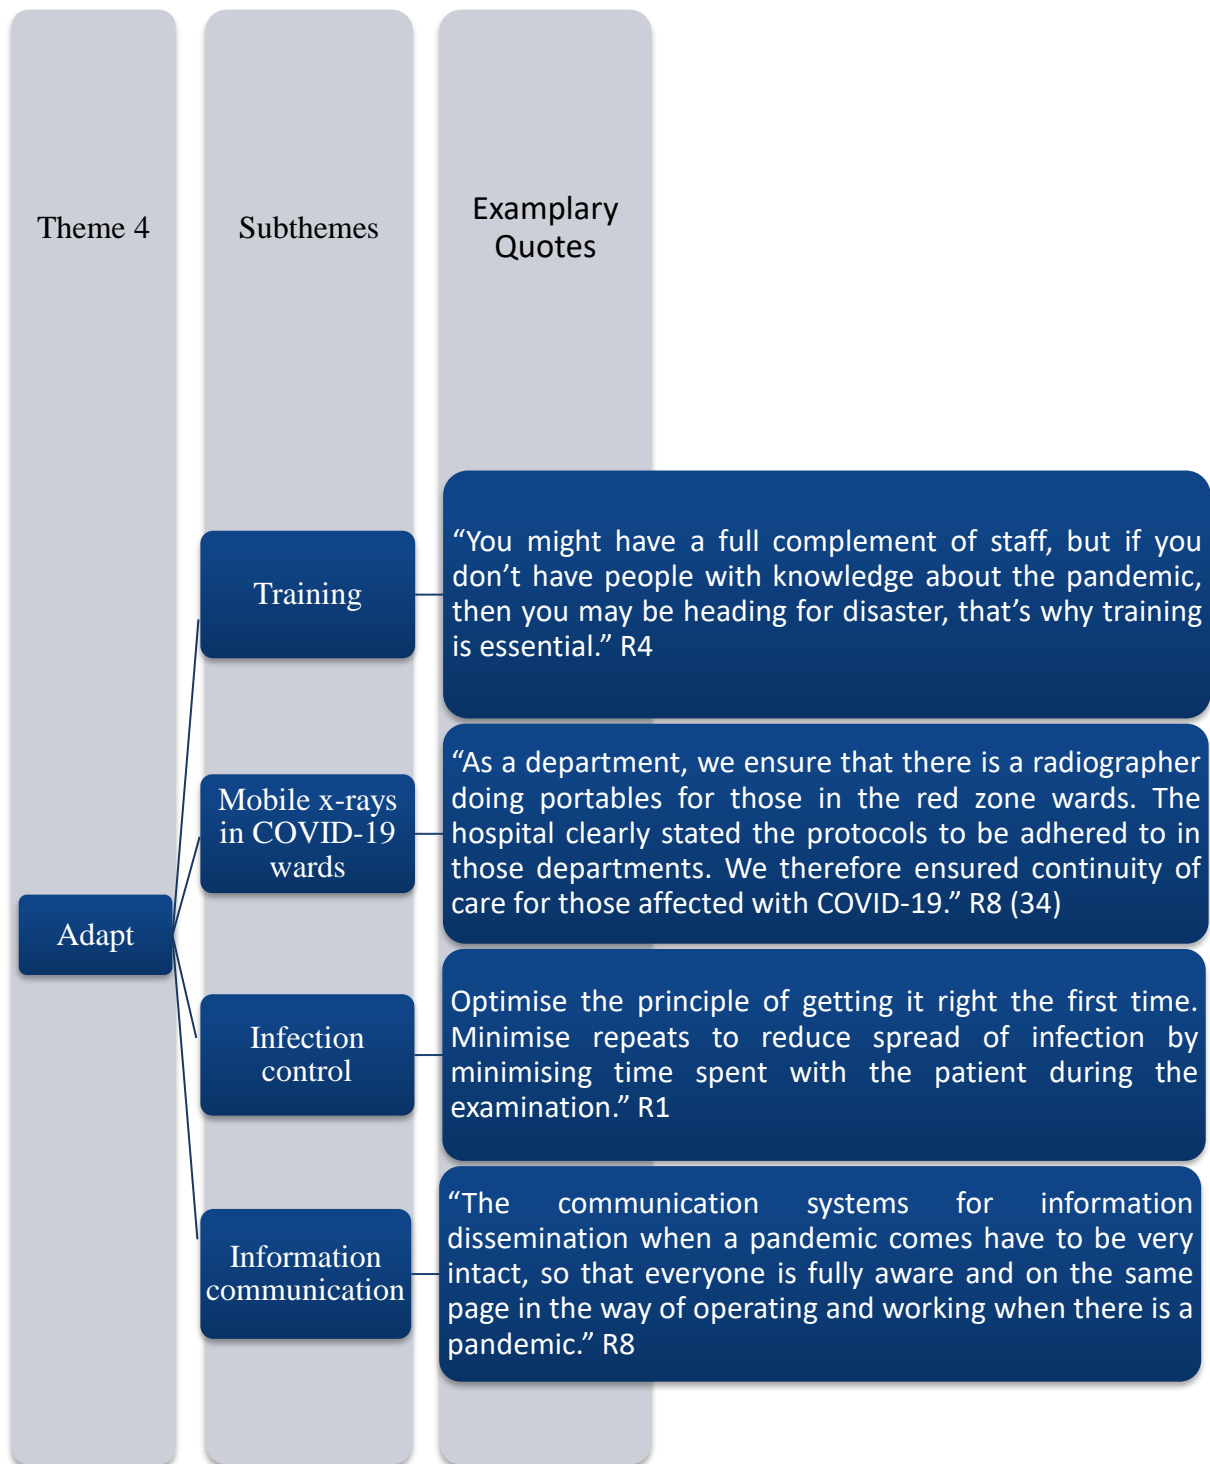 Theme 4
Subthemes
Examplary
Quotes
Training
“You might have a full complement of staff, but if you
don’t have people with knowledge about the pandemic,
then you may be heading for disaster, that’s why training
is essential.” R4
Mobile x-rays
in COVID-19
wards
“As a department, we ensure that there is a radiographer
doing portables for those in the red zone wards. The
hospital clearly stated the protocols to be adhered to in
those departments. We therefore ensured continuity of
care for those affected with COVID-19.” R8 (34)
Adapt
Infection
control
Optimise the principle of getting it right the first time.
Minimise repeats to reduce spread of infection by
minimising time spent with the patient during the
examination.” R1
Information
communication
“The communication systems for information
dissemination when a pandemic comes have to be very
intact, so that everyone is fully aware and on the same
page in the way of operating and working when there is a
pandemic.” R8